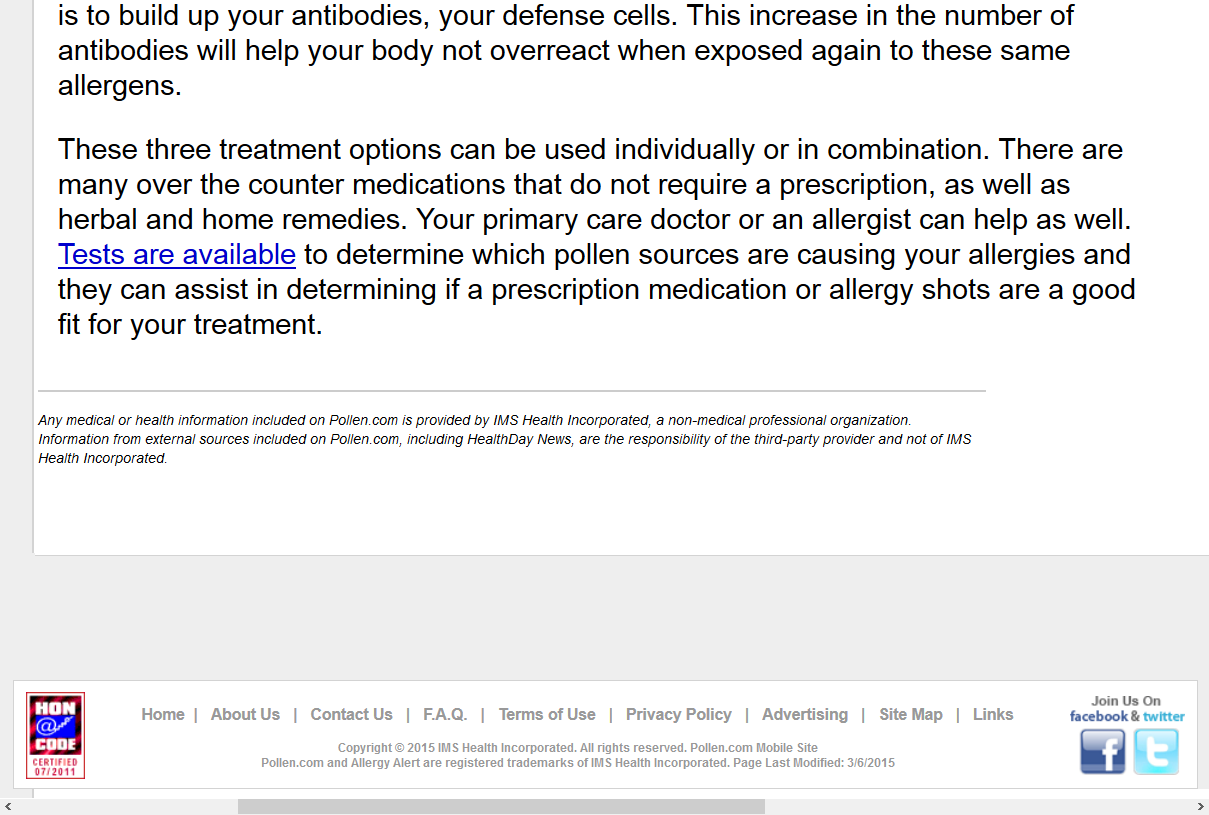 is to build up your antibodies, your defense cells. This increase in the number of
antibodies will help your body not overreact when exposed again to these same
allergens.
These three treatment options can be used individually or in combination. There are
many over the counter medications that do not require a prescription, as well as
herbal and home remedies. Your primary care doctor or an allergist can help as well.
Tests are available to determine which pollen sources are causing your allergies and
they can assist in determining if a prescription medication or allergy shots are a good
fit for your treatment.
Any medical or health information included on Pollen.com is provided by IMS Health Incorporated, a non-medical professional organization.
Information from external sources included on Pollen.com, including HealthDay News, are the responsibility of the third-party provider and not of IMS
Health Incorporated.
HON
@
CODE
CERTIFIED
07/2011
Home | About Us | Contact Us | F.A.Q. | Terms of Use | Privacy Policy | Advertising | Site Map | Links
Copyright © 2015 IMS Health Incorporated. All rights reserved. Pollen.com Mobile Site
Pollen.com and Allergy Alert are registered trademarks of IMS Health Incorporated. Page Last Modified: 3/6/2015
Join Us On
facebook & twitter
f t